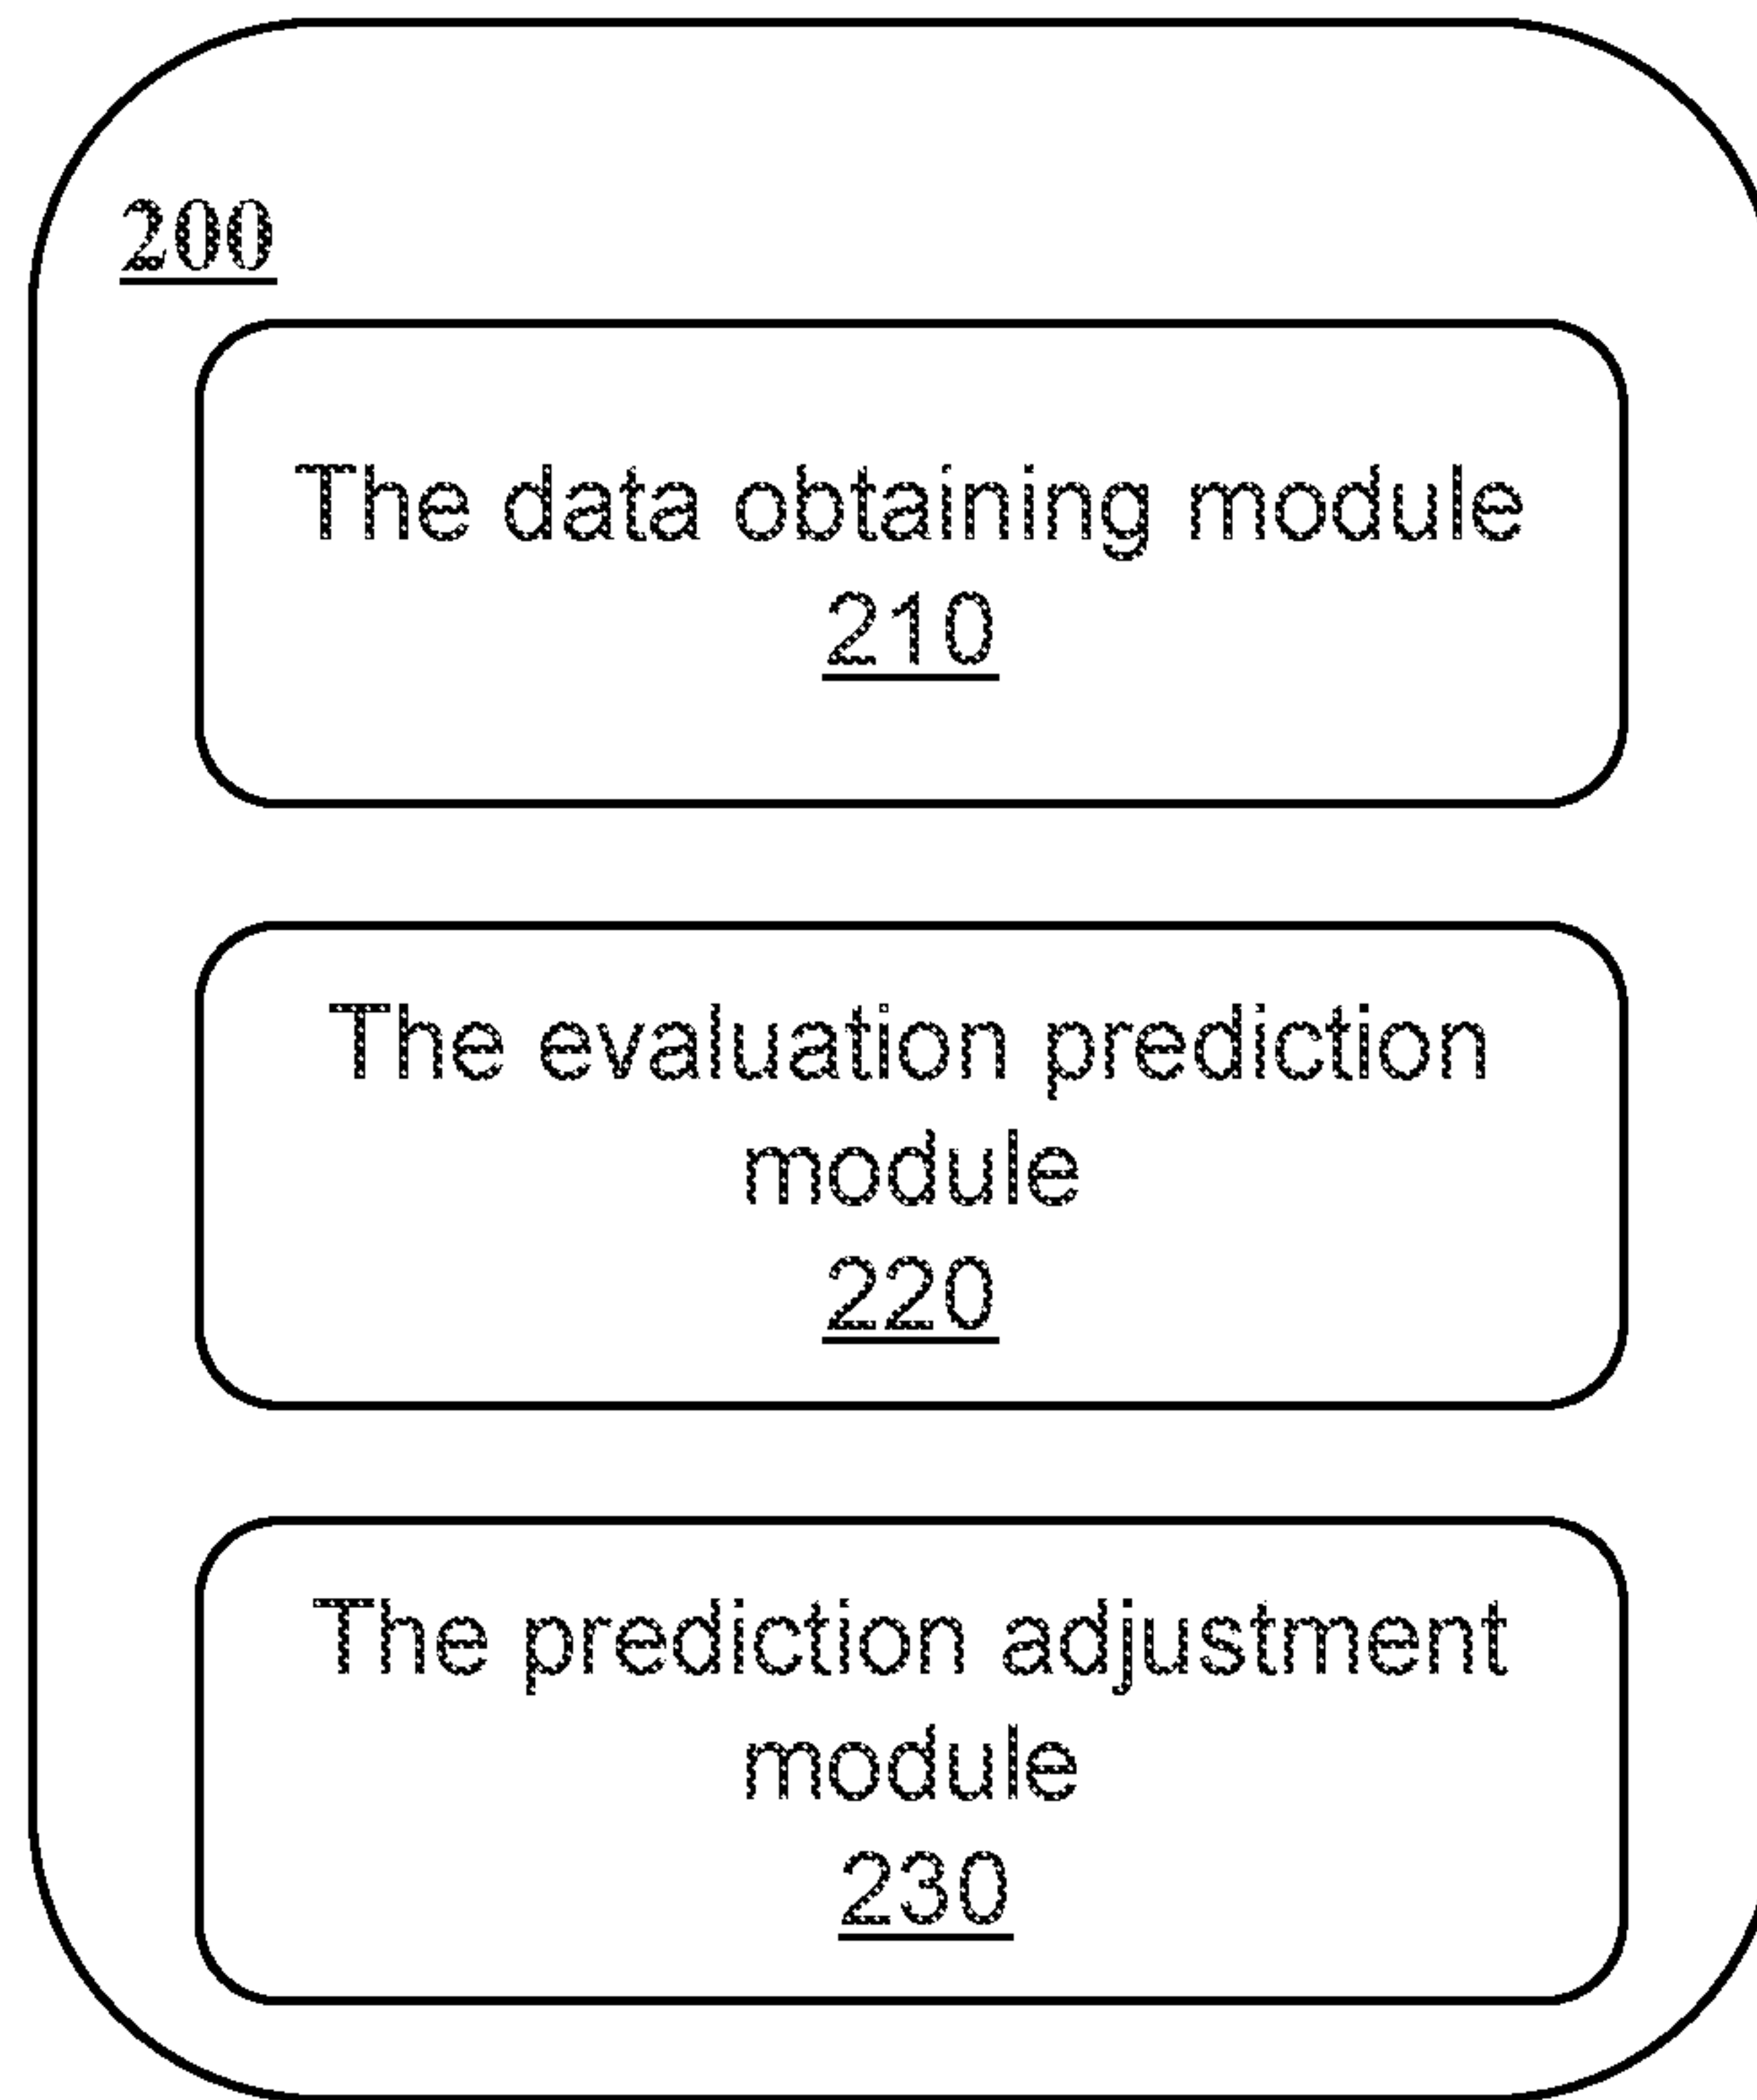 200
The data obtaining module
210
The evaluation prediction
module
220
The prediction adjustment
module
230